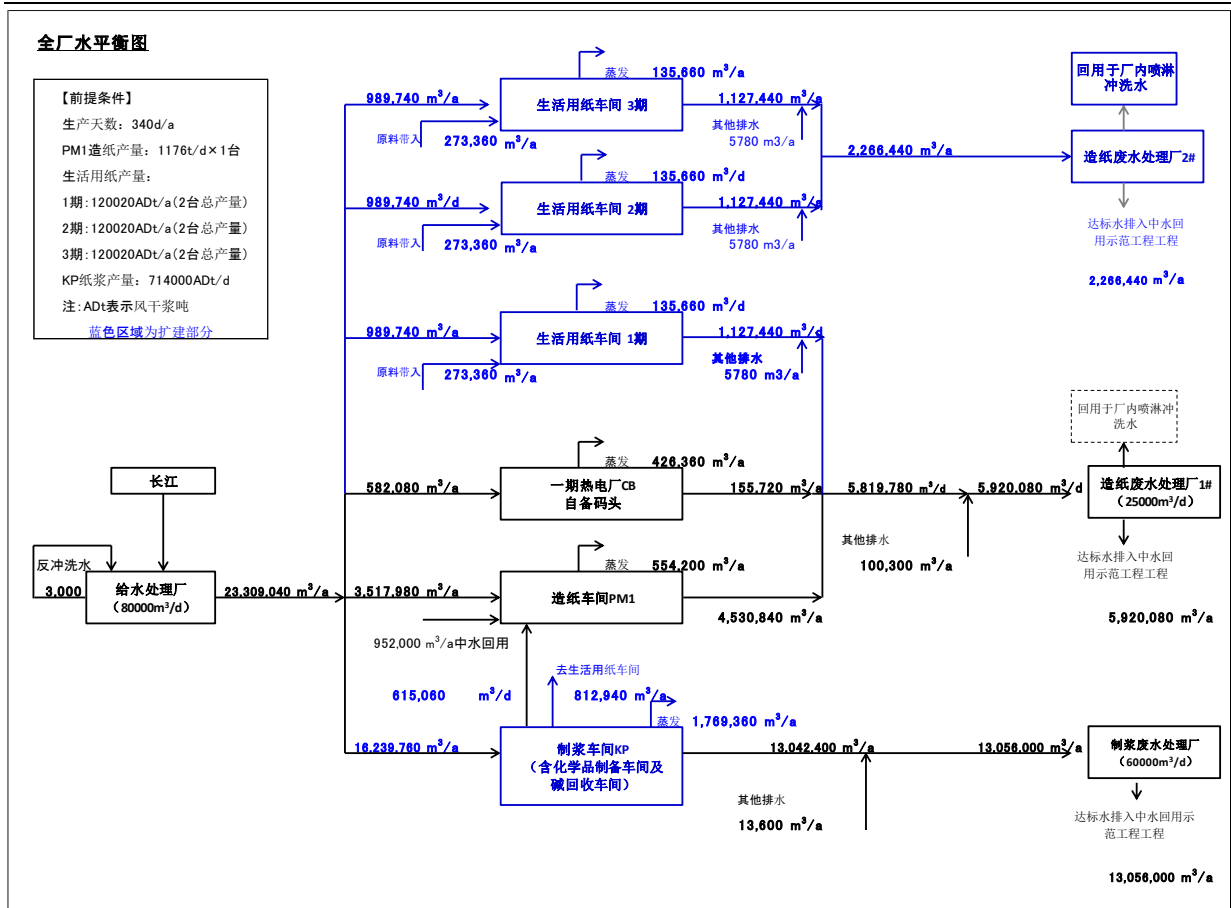 全厂水平衡图
【前提条件】
生产天数：340d/a
PM1造纸产量：1176t/d×1台
生活用纸产量：
1期:120020ADt/a(2台总产量)
2期:120020ADt/a(2台总产量)
3期:120020ADt/a(2台总产量)
KP纸浆产量：714000ADt/d
注:ADt表示风干浆吨
蓝色区域为扩建部分
蒸发 135,660 m³/a
989,740 m³/a
生活用纸车间 3期
1,127,440 m³/a
原料带入 273,360 m³/a
其他排水
5780 m3/a
蒸发 135,660 m³/d
989,740 m³/d
生活用纸车间 2期
1,127,440 m³/a
原料带入 273,360 m³/a
其他排水
5780 m3/a
2,266,440 m³/a
回用于厂内喷淋
冲洗水
造纸废水处理厂2#
达标水排入中水回
用示范工程工程
2,266,440 m³/a
蒸发 135,660 m³/d
989,740 m³/a
生活用纸车间 1期
1,127,440 m³/d
原料带入 273,360 m³/a
其他排水
5780 m3/a
蒸发 426,360 m³/a
582,080 m³/a
一期热电厂CB
自备码头
155,720 m³/a
5,819,780 m³/d
5,920,080 m³/d
其他排水
100,300 m³/a
回用于厂内喷淋冲
洗水
造纸废水处理厂1#
（25000m³/d）
达标水排入中水回
用示范工程工程
5,920,080 m³/a
长江
反冲洗水
3,000
给水处理厂
（80000m³/d）
23,309,040 m³/a
蒸发 554,200 m³/a
3,517,980 m³/a
造纸车间PM1
4,530,840 m³/a
952,000 m³/a中水回用
去生活用纸车间
615,060 m³/d
812,940 m³/a
蒸发 1,769,360 m³/a
16,239,760 m³/a
制浆车间KP
（含化学品制备车间及
碱回收车间）
13,042,400 m³/a
13,056,000 m³/a
其他排水
13,600 m³/a
制浆废水处理厂
（60000m³/d）
达标水排入中水回用示
范工程工程
13,056,000 m³/a